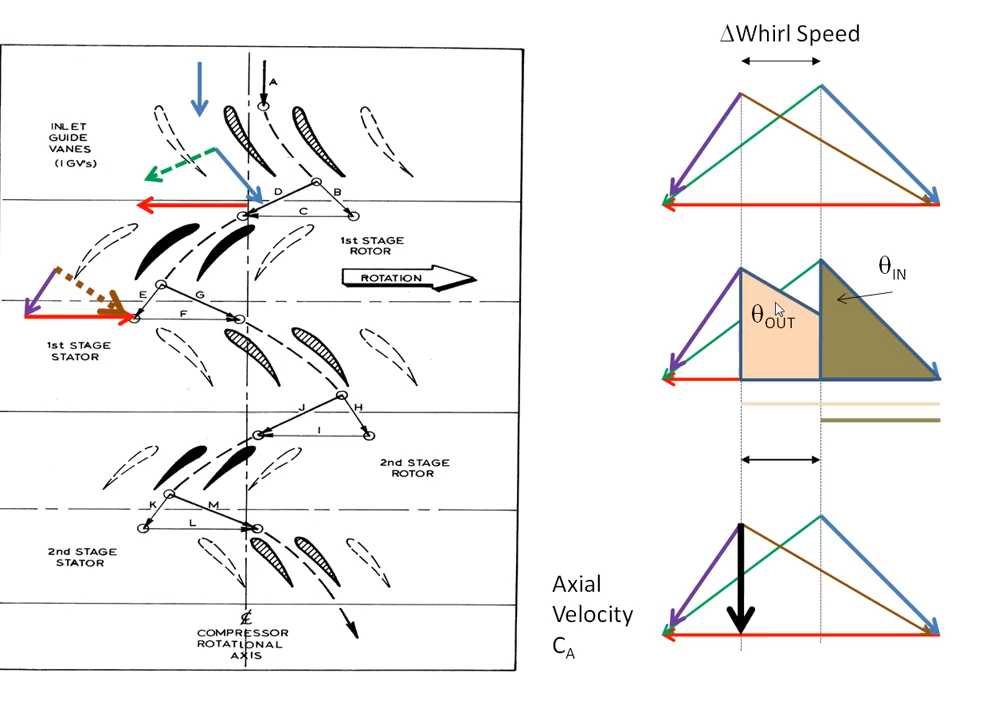 ΔWhirl Speed
A
INLET
GUIDE
VANES
(IGV's)
D
B
C
1st STAGE
ROTOR
ROTATION
E
G
F
1st STAGE
STATOR
J
H
I
2nd STAGE
ROTOR
K
M
L
2ND STAGE
STATOR
℄
COMPRESSOR
ROTATIONAL
AXIS
θIN
θOUT
Axial
Velocity
CA